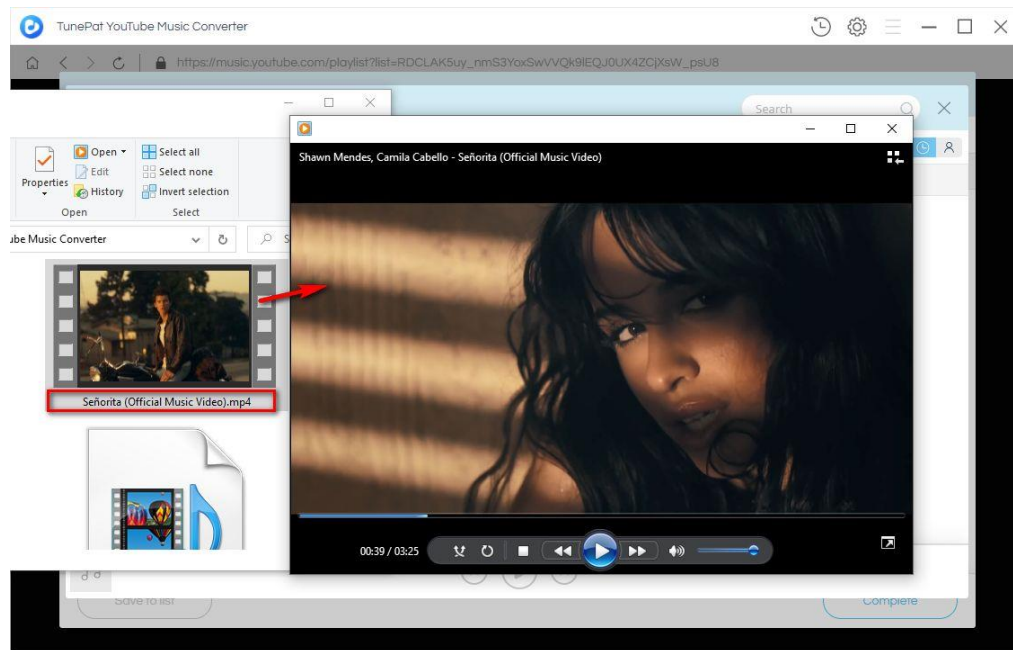 TunePat YouTube Music Converter
https://music.youtube.com/playlist?list=RDCLAK5uy_nmS3YoxSwVVQk9lEQJ0UX4ZCjXsW_psU8
Search
Open
Select all
Edit
Select none
Properties
History
Invert selection
Open
Select
ube Music Converter
S
Señorita (Official Music Video).mp4
Shawn Mendes, Camila Cabello - Señorita (Official Music Video)
00:39 / 03:25
Save to list
Complete